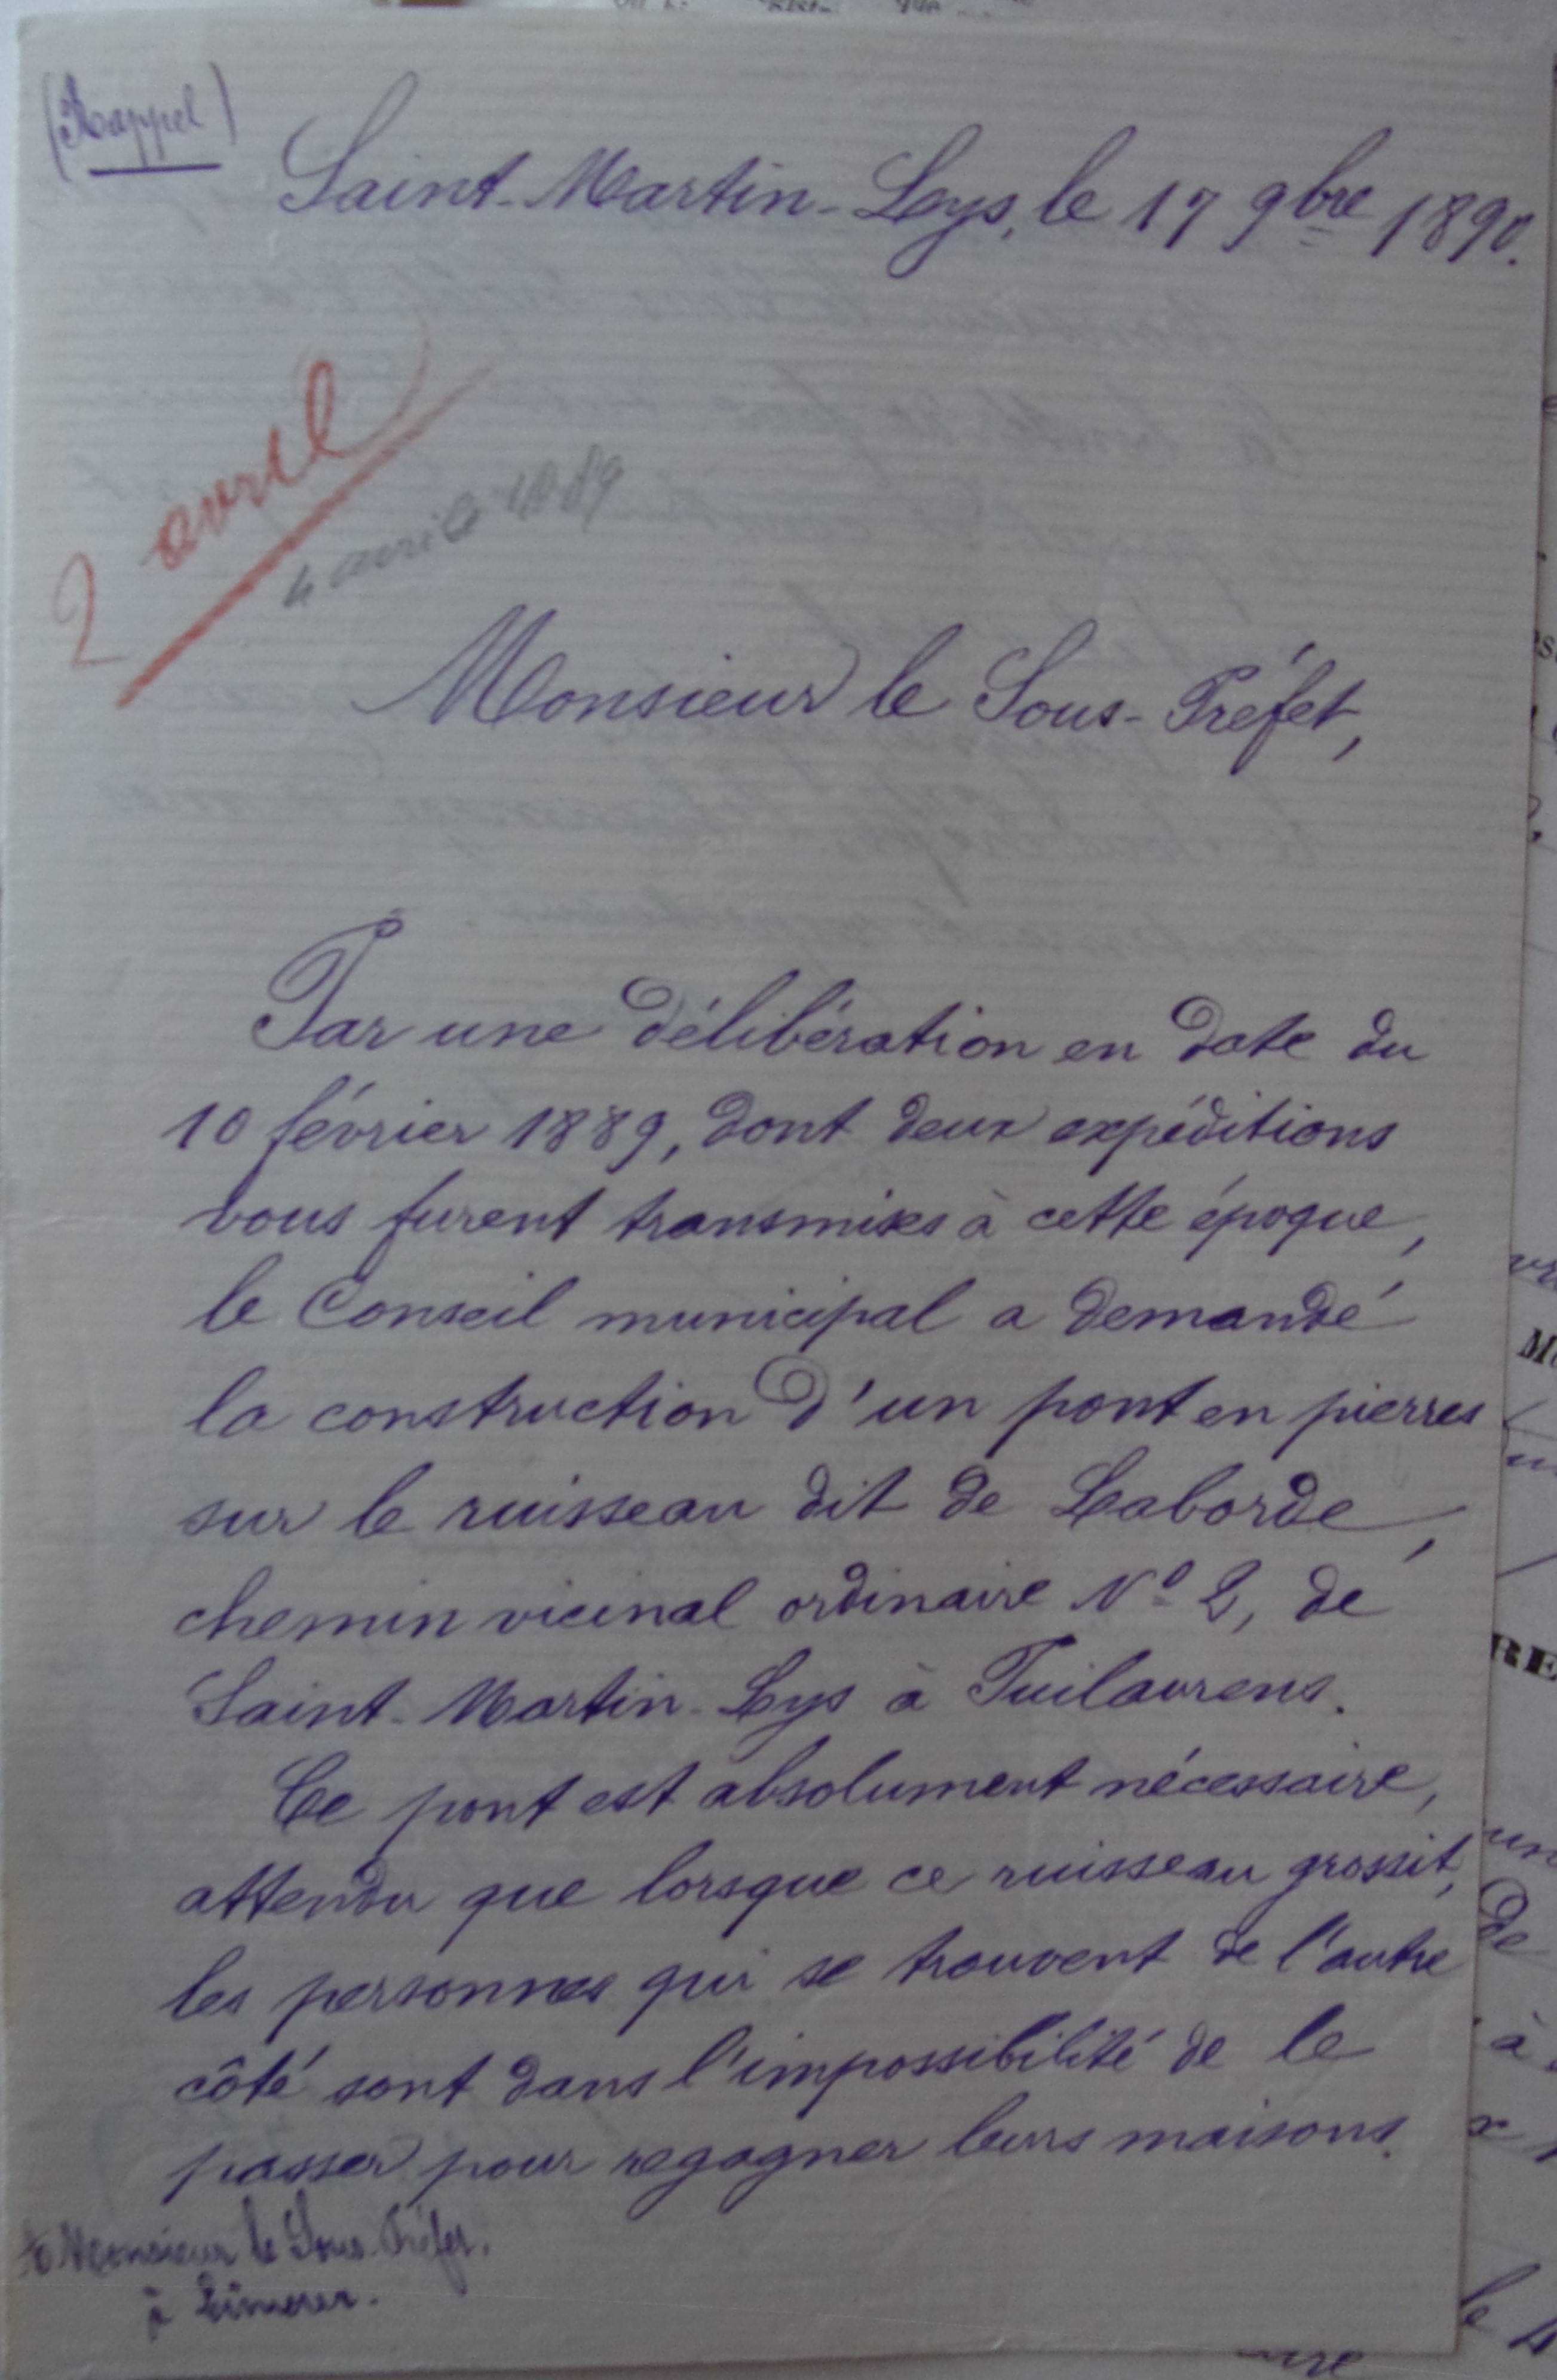 (Rappel)
Saint-Martin-Lys, le 17 9bre 1890.
2 avril
4 avril 1889
Monsieur le Sous-Préfet,
Par une délibération en date du
10 février 1889, dont deux expéditions
vous furent transmises à cette époque,
le Conseil municipal a demandé
la construction d'un pont en pierres
sur le ruisseau dit de Laborde,
chemin vicinal ordinaire Nº 2, de
Saint-Martin-Lys à Puilaurens.
Ce pont est absolument nécessaire,
attendu que lorsque ce ruisseau grossit,
les personnes qui se trouvent de l'autre
côté sont dans l'impossibilité de le
passer pour regagner leurs maisons.
Monsieur le Sous-Préfet.
à Limoux.